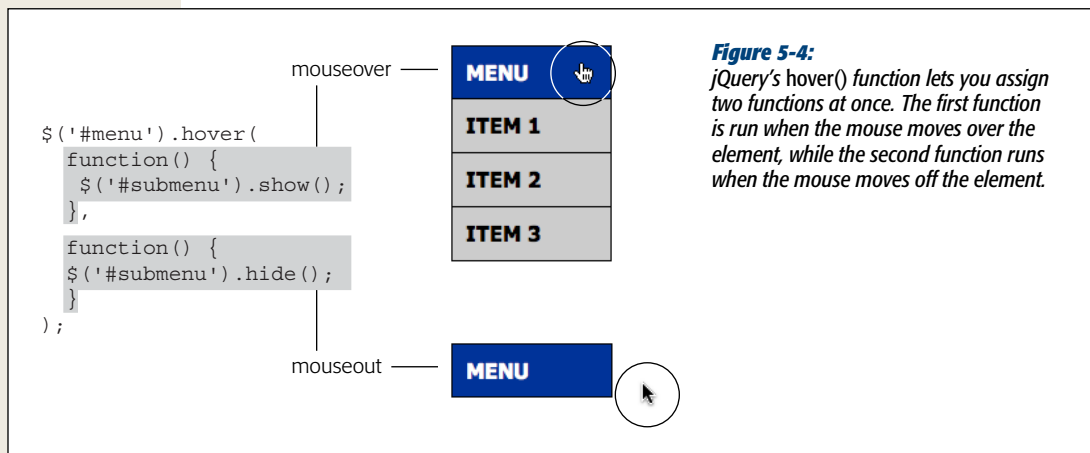 mouseover
$('#menu').hover(
function() {
$('#submenu').show();
},
function() {
$('#submenu').hide();
}
);
mouseout
MENU
ITEM 1
ITEM 2
ITEM 3
MENU
Figure 5-4:
jQuery's hover() function lets you assign
two functions at once. The first function
is run when the mouse moves over the
element, while the second function runs
when the mouse moves off the element.